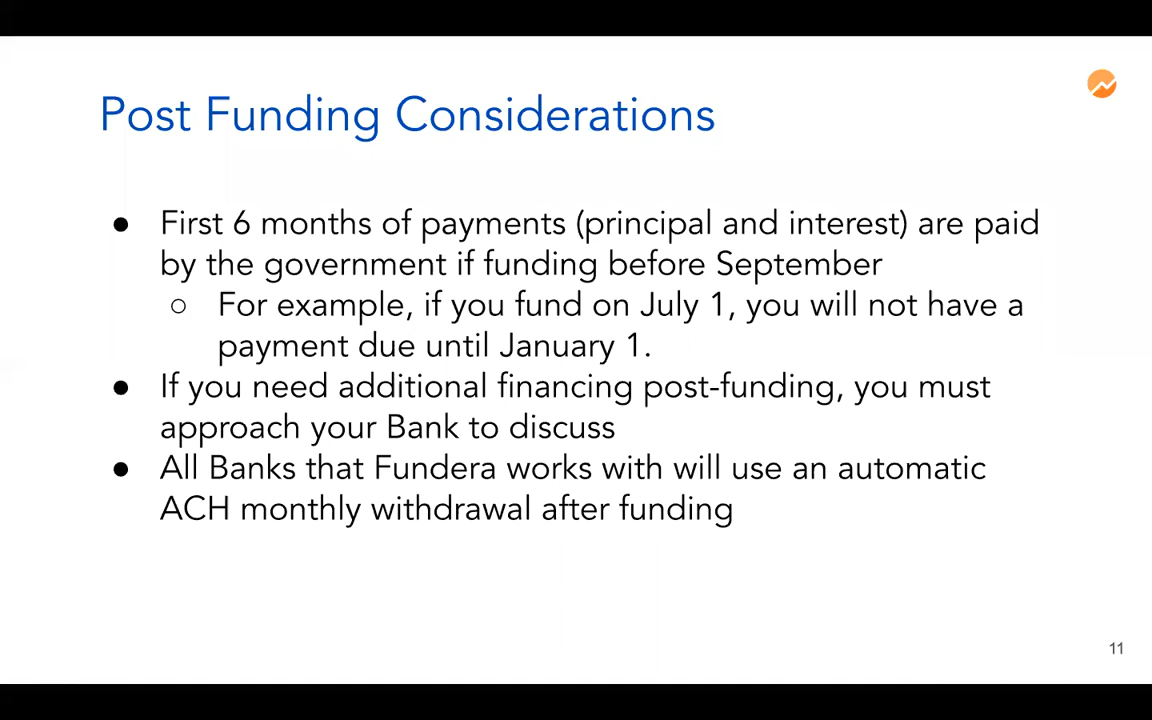 Post Funding Considerations
● First 6 months of payments (principal and interest) are paid
by the government if funding before September
○ For example, if you fund on July 1, you will not have a
payment due until January 1.
● If you need additional financing post-funding, you must
approach your Bank to discuss
● All Banks that Fundera works with will use an automatic
ACH monthly withdrawal after funding
11